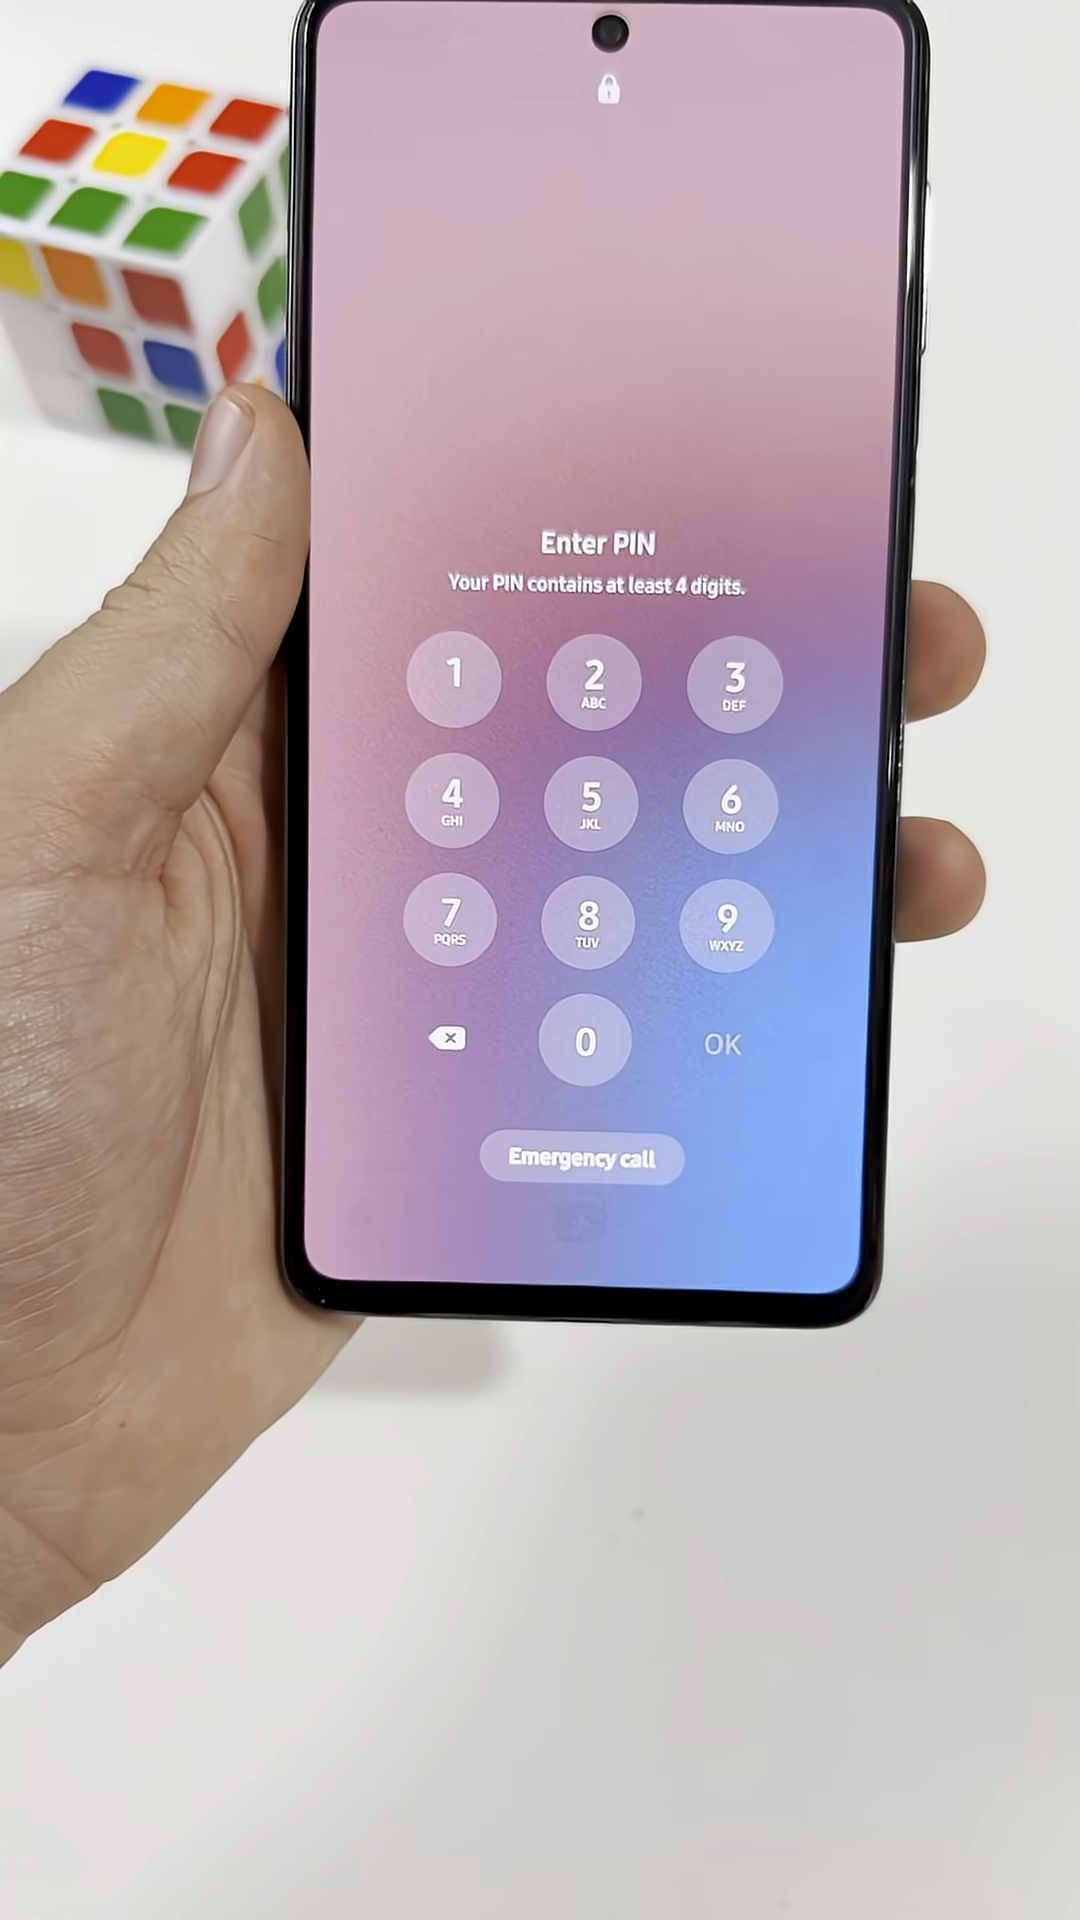 Enter PIN
Your PIN contains at least 4 digits.
1 2 3
ABC DEF
4 5 6
GHI JKL MNO
7 8 9
PQRS TUV WXYZ
0 OK
Emergency call